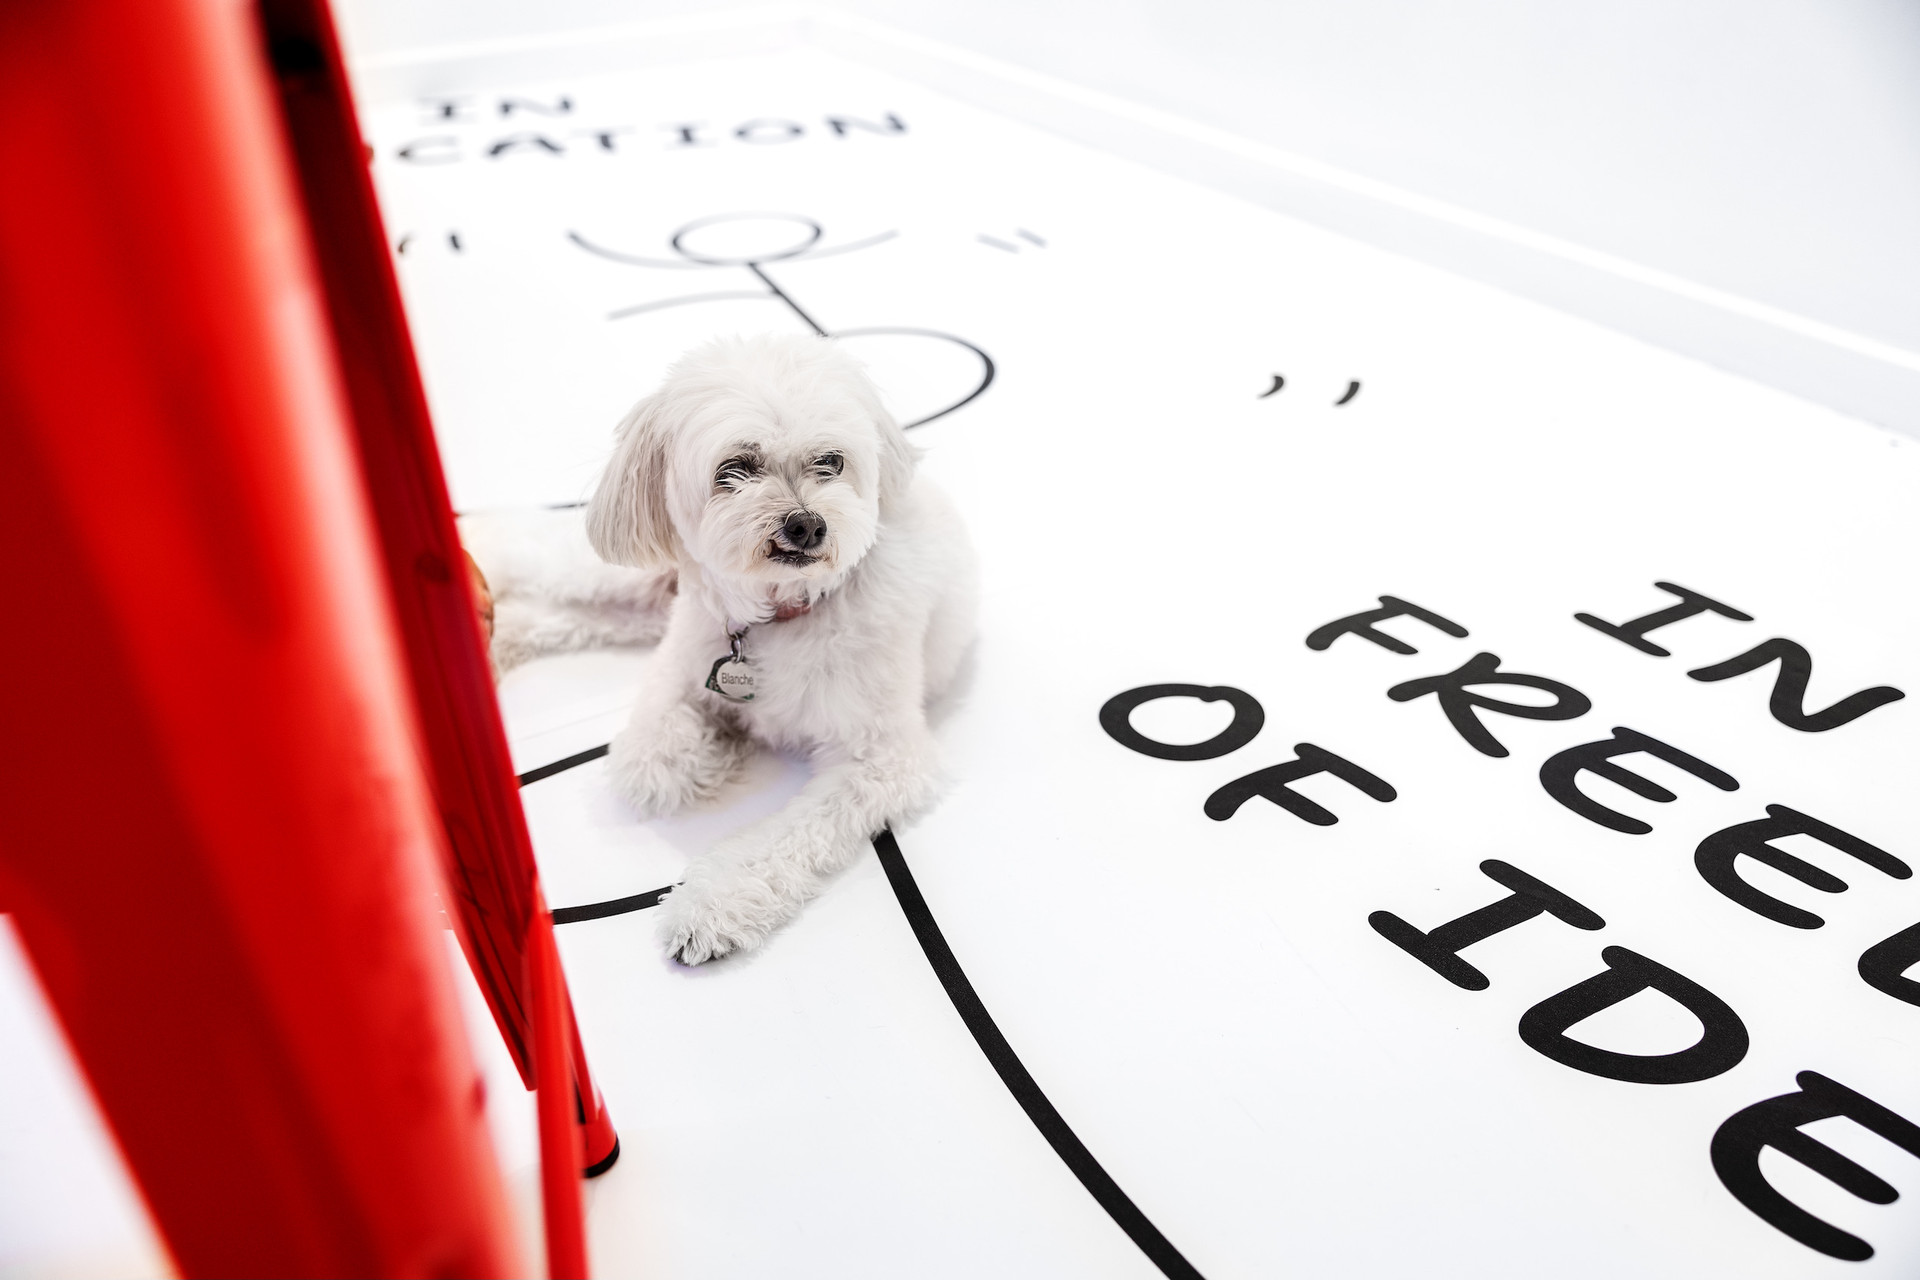 IN
CATION
" "
,,
Blanche
IN
FREE
OF
IDE